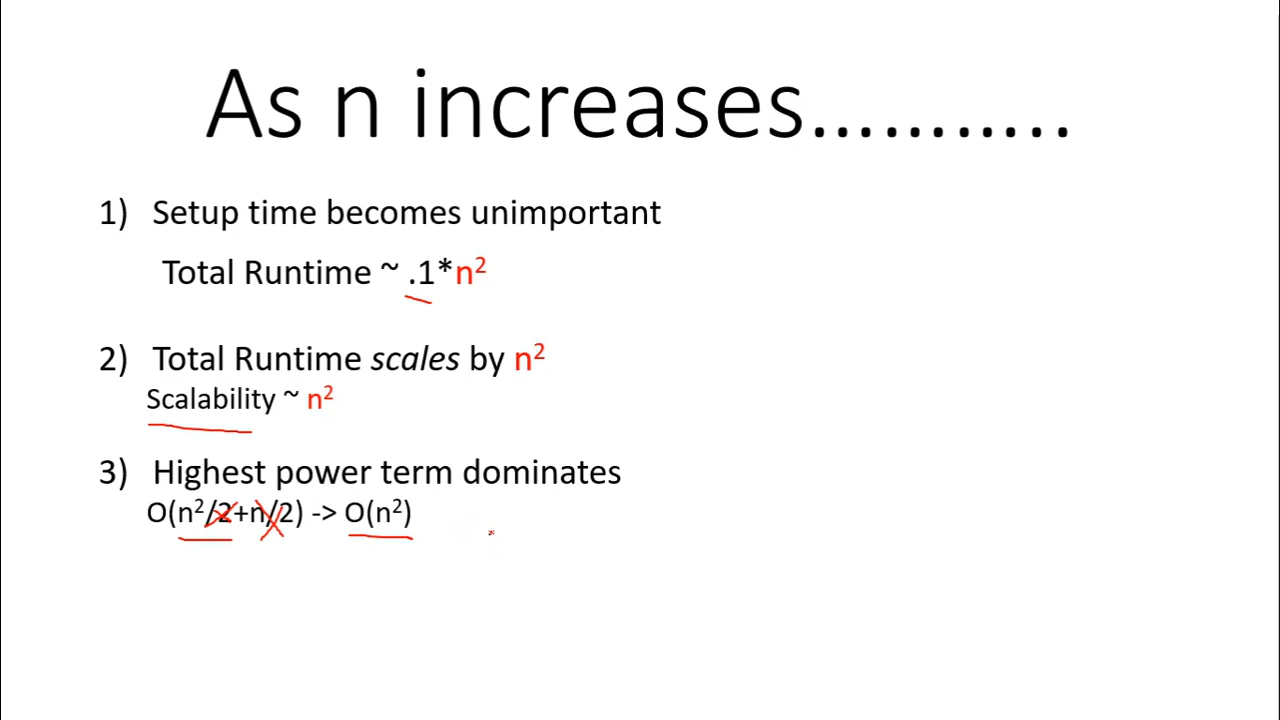 As n increases………..
1) Setup time becomes unimportant
Total Runtime ~ .1*n²
2) Total Runtime scales by n²
Scalability ~ n²
3) Highest power term dominates
O(n²/2+n/2) -> O(n²)